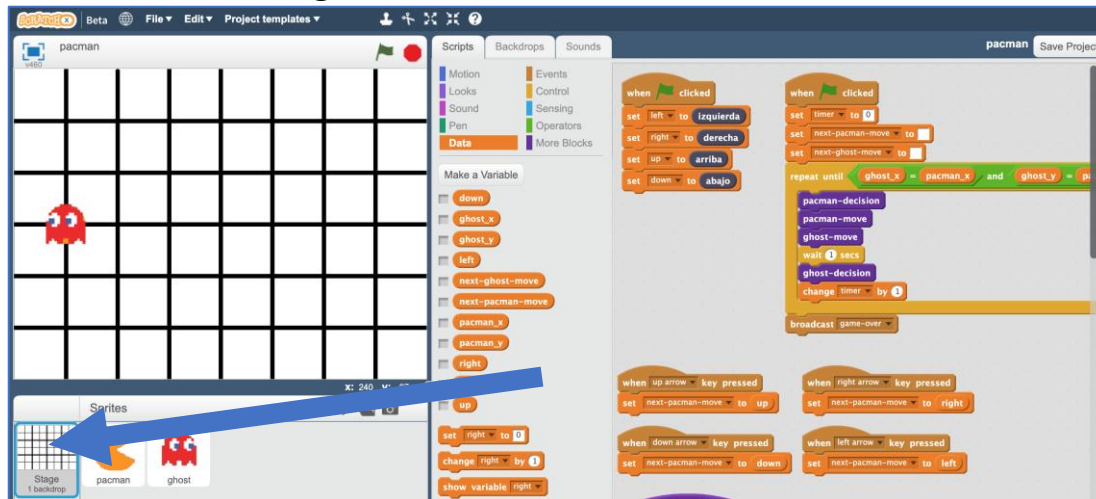 SCRATCHX Beta File Edit Project templates
v460 pacman
Scripts Backdrops Sounds
pacman Save Projec
Motion Events
Looks Control
Sound Sensing
Pen Operators
Data More Blocks
Make a Variable
down
ghost_x
ghost_y
left
next-ghost-move
next-pacman-move
pacman_x
pacman_y
right
up
set right to 0
change right by 1
show variable right
when clicked
set left to izquierda
set right to derecha
set up to arriba
set down to abajo
when clicked
set timer to 0
set next-pacman-move to
set next-ghost-move to
repeat until ghost_x = pacman_x and ghost_y = pa
pacman-decision
pacman-move
ghost-move
wait 1 secs
ghost-decision
change timer by 1
broadcast game-over
when up arrow key pressed
set next-pacman-move to up
when right arrow key pressed
set next-pacman-move to right
when down arrow key pressed
set next-pacman-move to down
when left arrow key pressed
set next-pacman-move to left
X: 240
Sprites
Stage
1 backdrop
pacman
ghost